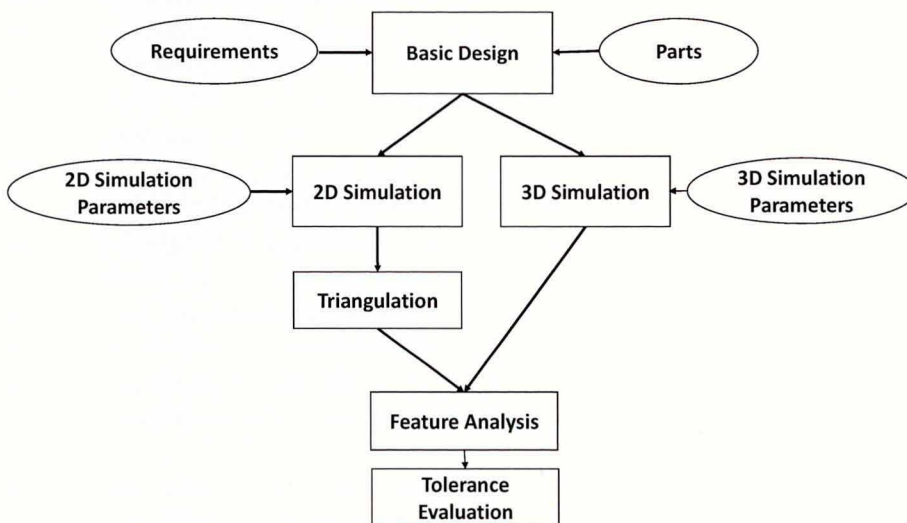 Requirements
Basic Design
Parts
2D Simulation
Parameters
2D Simulation
3D Simulation
3D Simulation
Parameters
Triangulation
Feature Analysis
Tolerance
Evaluation